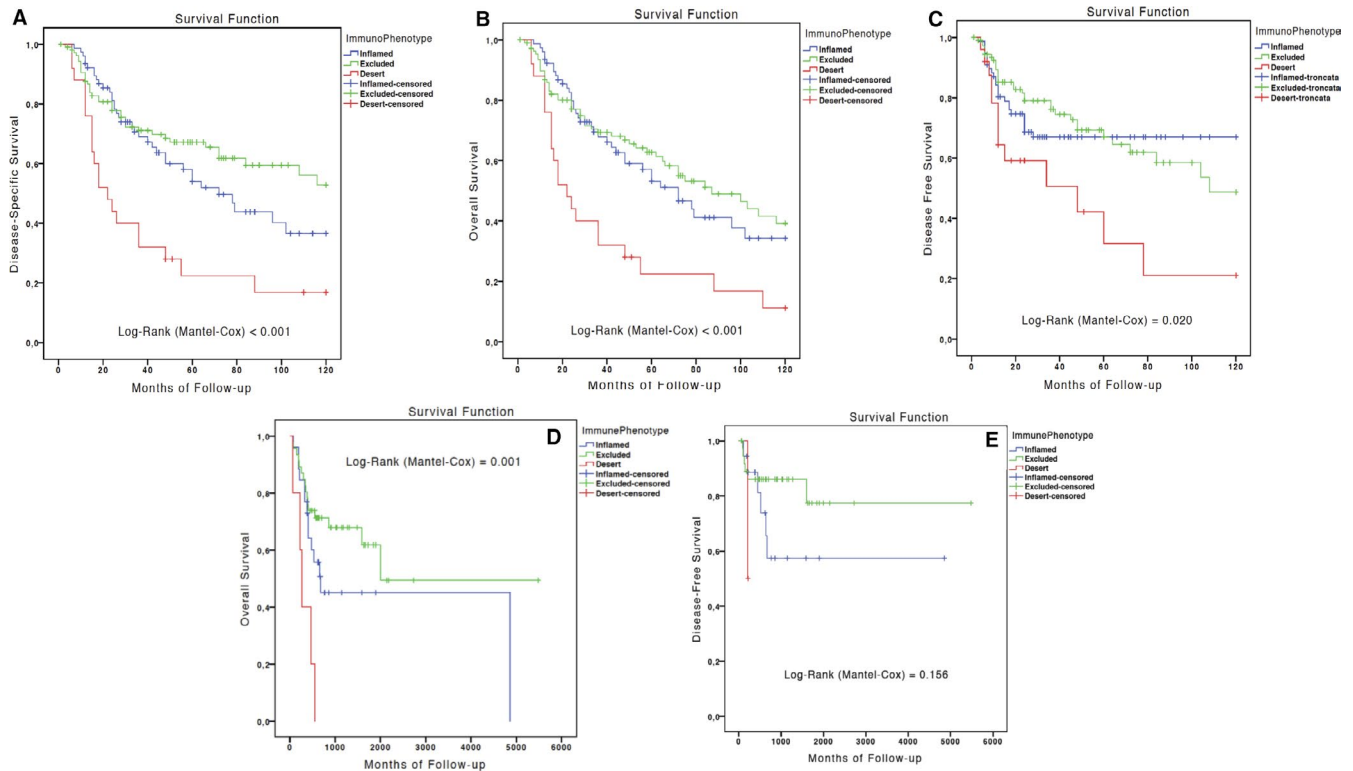 A
Survival Function
ImmunoPhenotype
Inflamed
Excluded
Desert
Inflamed-censored
Excluded-censored
Desert-censored
Disease-Specific Survival
1,0
0,8
0,6
0,4
0,2
0,0
Log-Rank (Mantel-Cox) < 0.001
0 20 40 60 80 100 120
Months of Follow-up
B
Survival Function
ImmunoPhenotype
Inflamed
Excluded
Desert
Inflamed-censored
Excluded-censored
Desert-censored
Overall Survival
1,0
0,8
0,6
0,4
0,2
0,0
Log-Rank (Mantel-Cox) < 0.001
0 20 40 60 80 100 120
Months of Follow-up
C
Survival Function
ImmunoPhenotype
Inflamed
Excluded
Desert
Inflamed-troncata
Excluded-troncata
Desert-troncata
Disease Free Survival
1,0
0,8
0,6
0,4
0,2
0,0
Log-Rank (Mantel-Cox) = 0.020
0 20 40 60 80 100 120
Months of Follow-up
Survival Function
D
ImmunePhenotype
Inflamed
Excluded
Desert
Inflamed-censored
Excluded-censored
Desert-censored
Log-Rank (Mantel-Cox) = 0.001
Overall Survival
1,0
0,8
0,6
0,4
0,2
0,0
0 1000 2000 3000 4000 5000 6000
Months of Follow-up
Survival Function
E
ImmunePhenotype
Inflamed
Excluded
Desert
Inflamed-censored
Excluded-censored
Desert-censored
Disease-Free Survival
1,0
0,8
0,6
0,4
0,2
0,0
Log-Rank (Mantel-Cox) = 0.156
0 1000 2000 3000 4000 5000 6000
Months of Follow-up